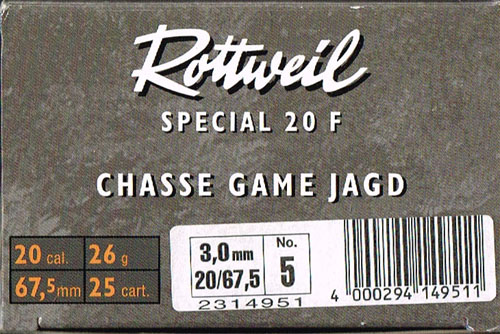 Rottweil
SPECIAL 20 F
CHASSE GAME JAGD
20 cal. 26 g
67,5mm 25 cart.
3,0mm No.
20/67,5 5
2314951
4 000294 149511